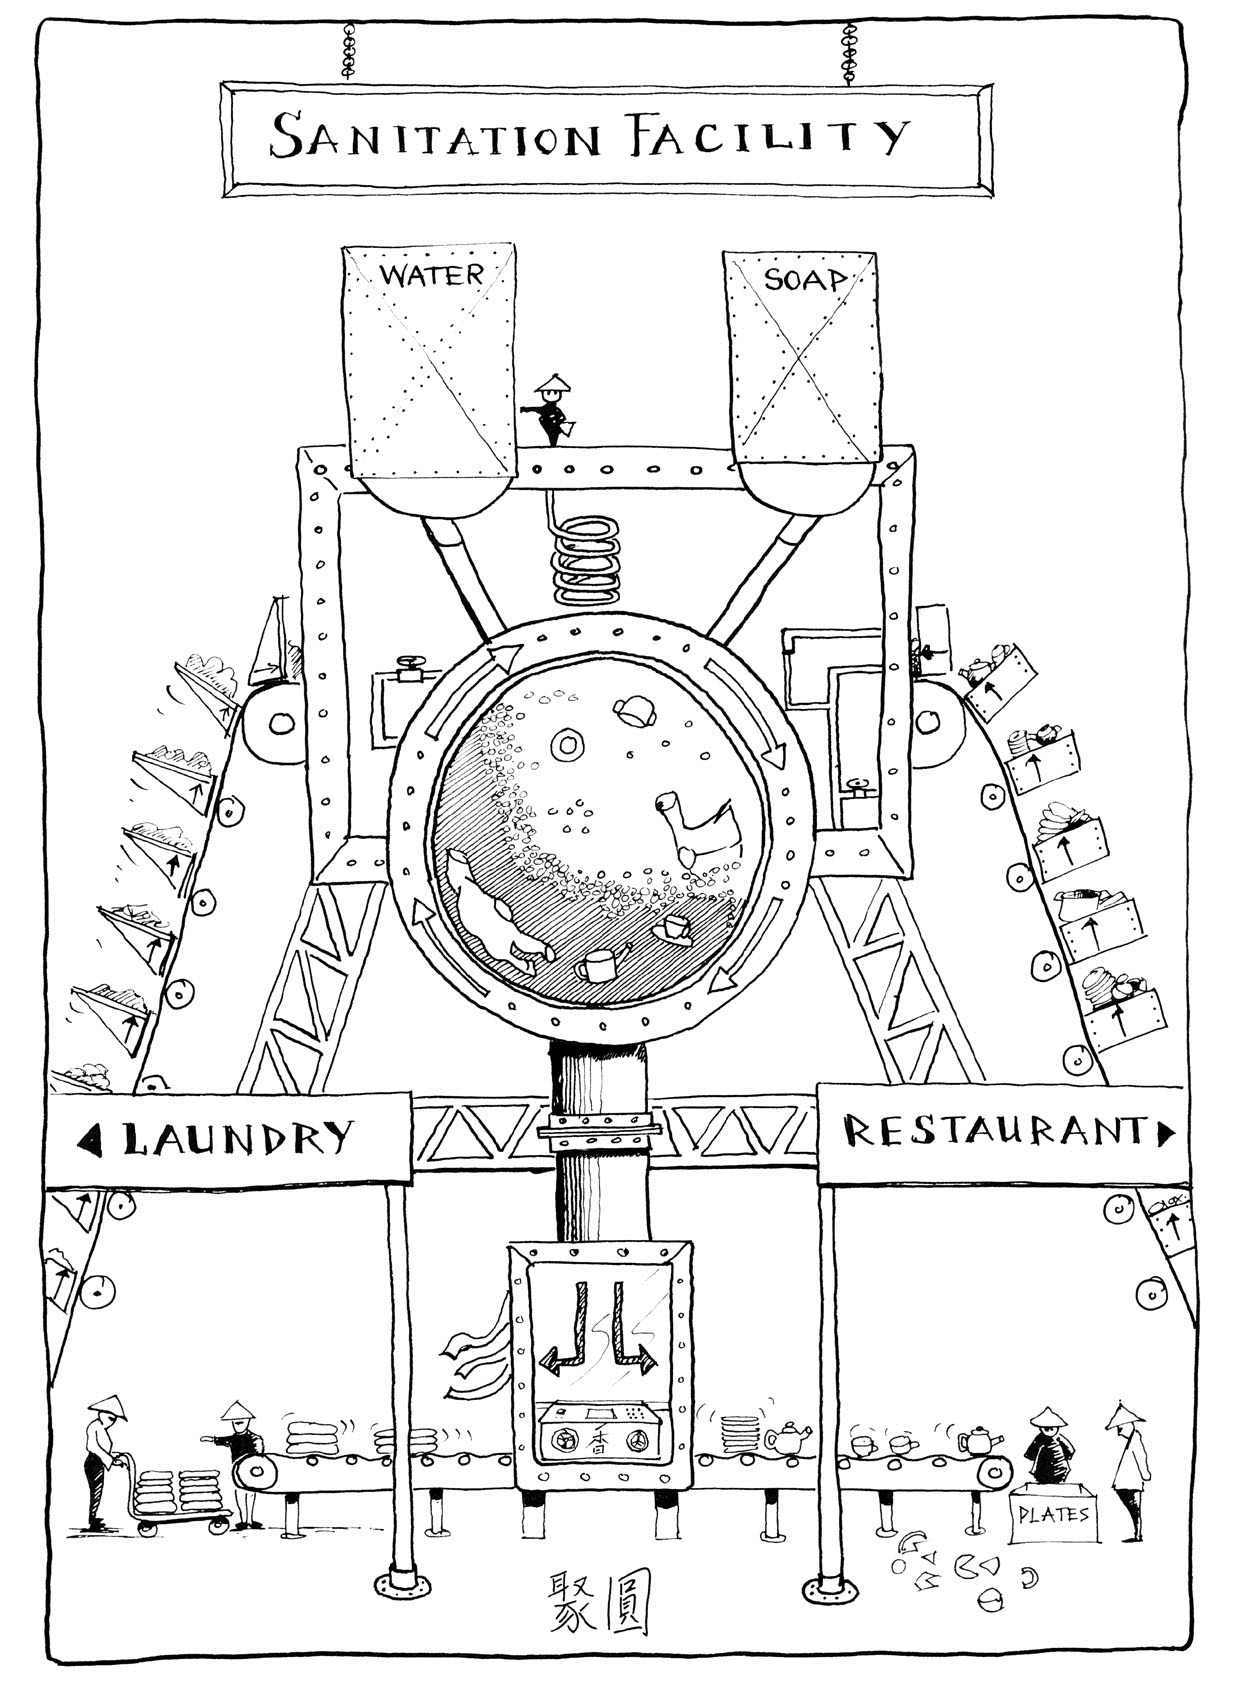 SANITATION FACILITY
WATER
SOAP
LAUNDRY
RESTAURANT
香
PLATES
聚圓